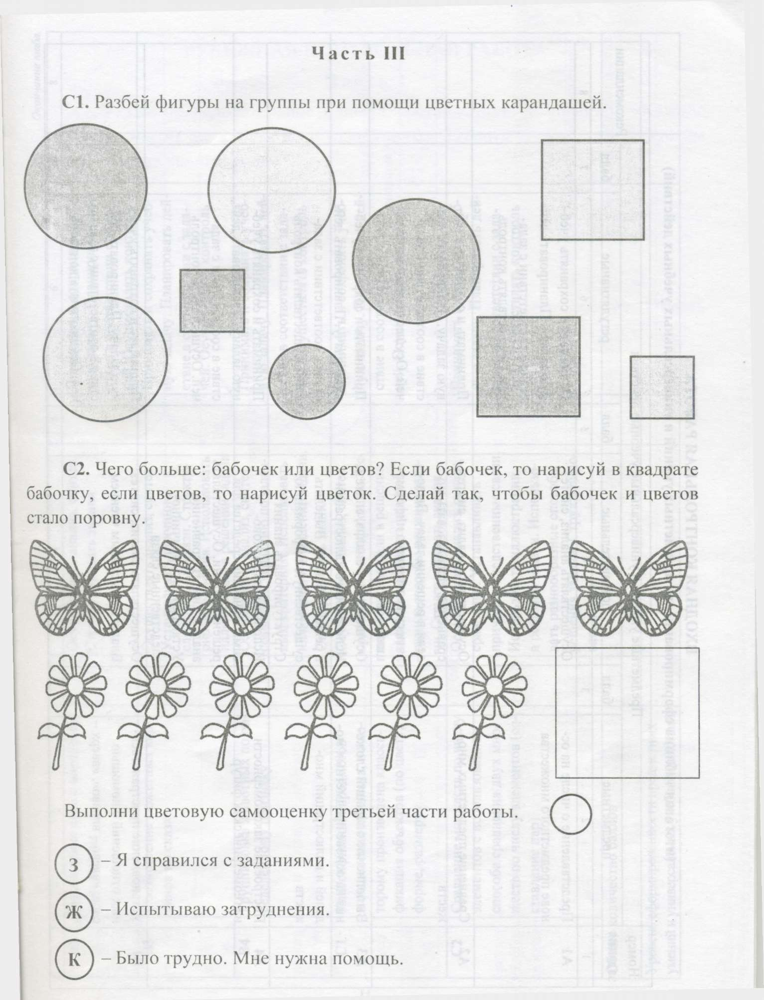 Часть III
С1. Разбей фигуры на группы при помощи цветных карандашей.
С2. Чего больше: бабочек или цветов? Если бабочек, то нарисуй в квадрате
бабочку, если цветов, то нарисуй цветок. Сделай так, чтобы бабочек и цветов
стало поровну.
Выполни цветовую самооценку третьей части работы.
З – Я справился с заданиями.
Ж – Испытываю затруднения.
К – Было трудно. Мне нужна помощь.